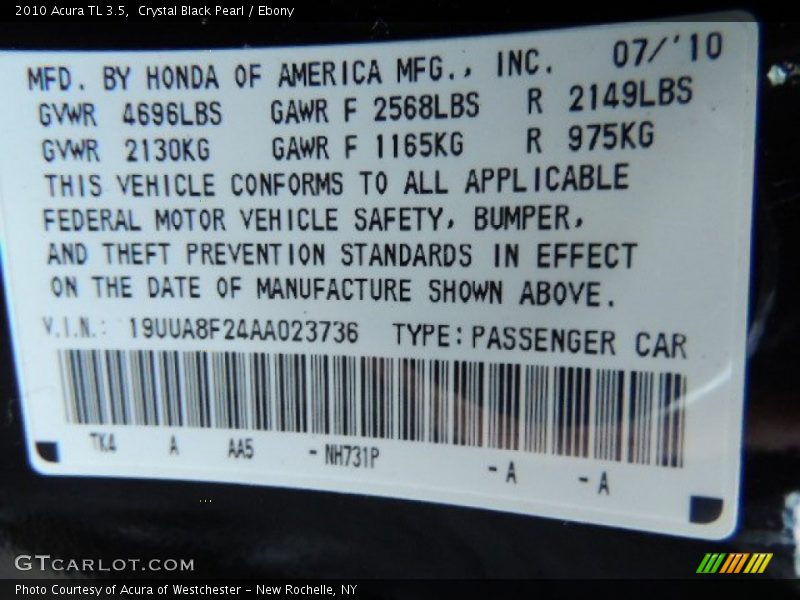 2010 Acura TL 3.5,  Crystal Black Pearl / Ebony
MFD. BY HONDA OF AMERICA MFG., INC. 07/'10
GVWR 4696LBS GAWR F 2568LBS R 2149LBS
GVWR 2130KG GAWR F 1165KG R 975KG
THIS VEHICLE CONFORMS TO ALL APPLICABLE
FEDERAL MOTOR VEHICLE SAFETY, BUMPER,
AND THEFT PREVENTION STANDARDS IN EFFECT
ON THE DATE OF MANUFACTURE SHOWN ABOVE.
V.I.N.: 19UUA8F24AA023736 TYPE: PASSENGER CAR
TK4 A AA5 -NH731P -A -A
GTCARLOT.COM
Photo Courtesy of Acura of Westchester - New Rochelle, NY